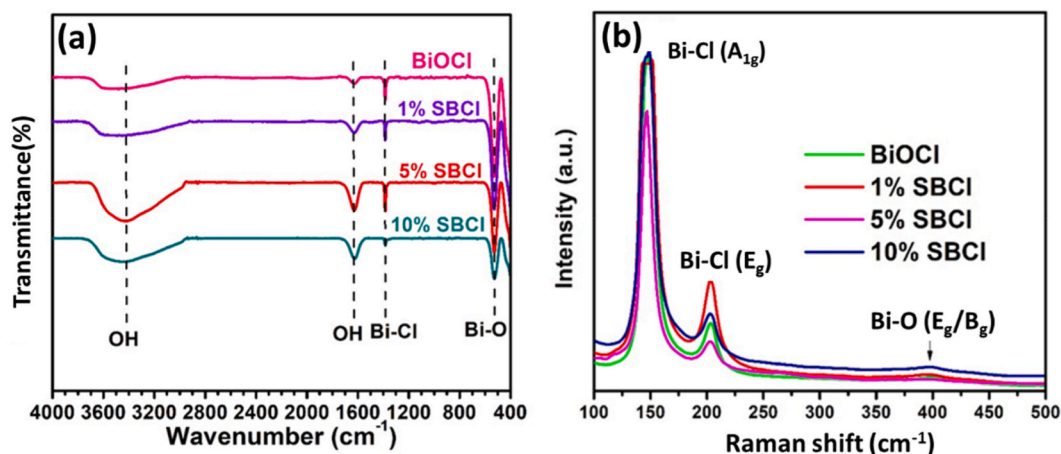 (a)
BiOCl
1% SBCl
5% SBCl
10% SBCl
OH
OH
Bi-Cl
Bi-O
Transmittance(%)
4000 3600 3200 2800 2400 2000 1600 1200 800 400
Wavenumber (cm⁻¹)
(b)
Bi-Cl (A₁g)
BiOCl
1% SBCl
5% SBCl
10% SBCl
Bi-Cl (Eg)
Bi-O (Eg/Bg)
Intensity (a.u.)
100 150 200 250 300 350 400 450 500
Raman shift (cm⁻¹)